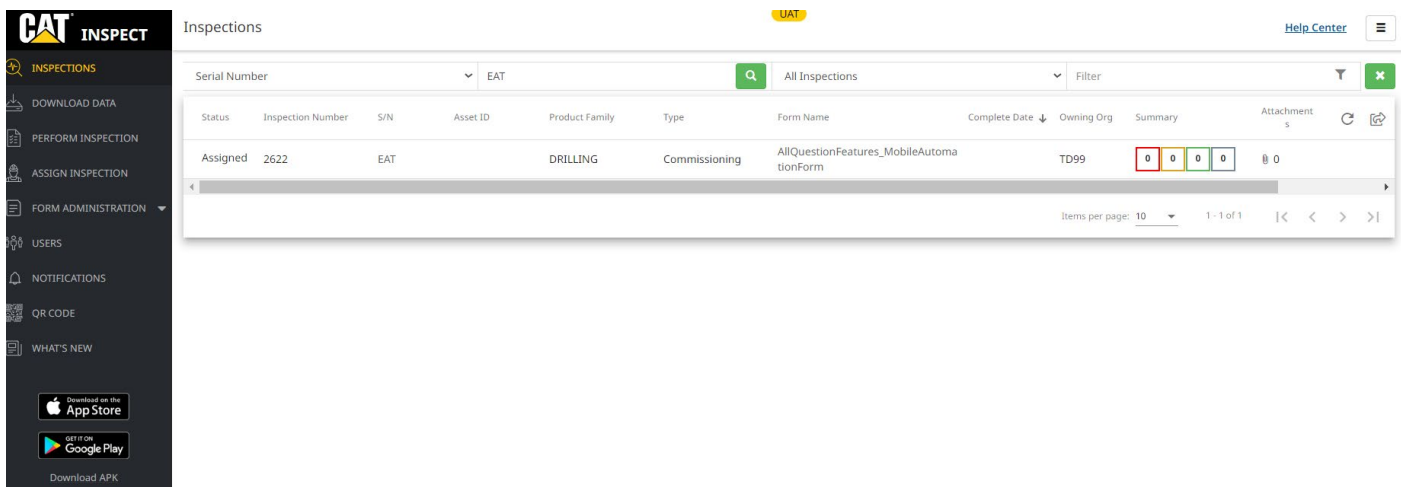 CAT INSPECT
Inspections
UAT
Help Center
INSPECTIONS
DOWNLOAD DATA
PERFORM INSPECTION
ASSIGN INSPECTION
FORM ADMINISTRATION
USERS
NOTIFICATIONS
QR CODE
WHAT'S NEW
Download on the
App Store
GET IT ON
Google Play
Download APK
Serial Number EAT All Inspections Filter
Status Inspection Number S/N Asset ID Product Family Type Form Name Complete Date Owning Org Summary Attachment
s
Assigned 2622 EAT DRILLING Commissioning AllQuestionFeatures_MobileAutoma TD99 0 0 0 0 0
tionForm
Items per page: 10 1 - 1 of 1